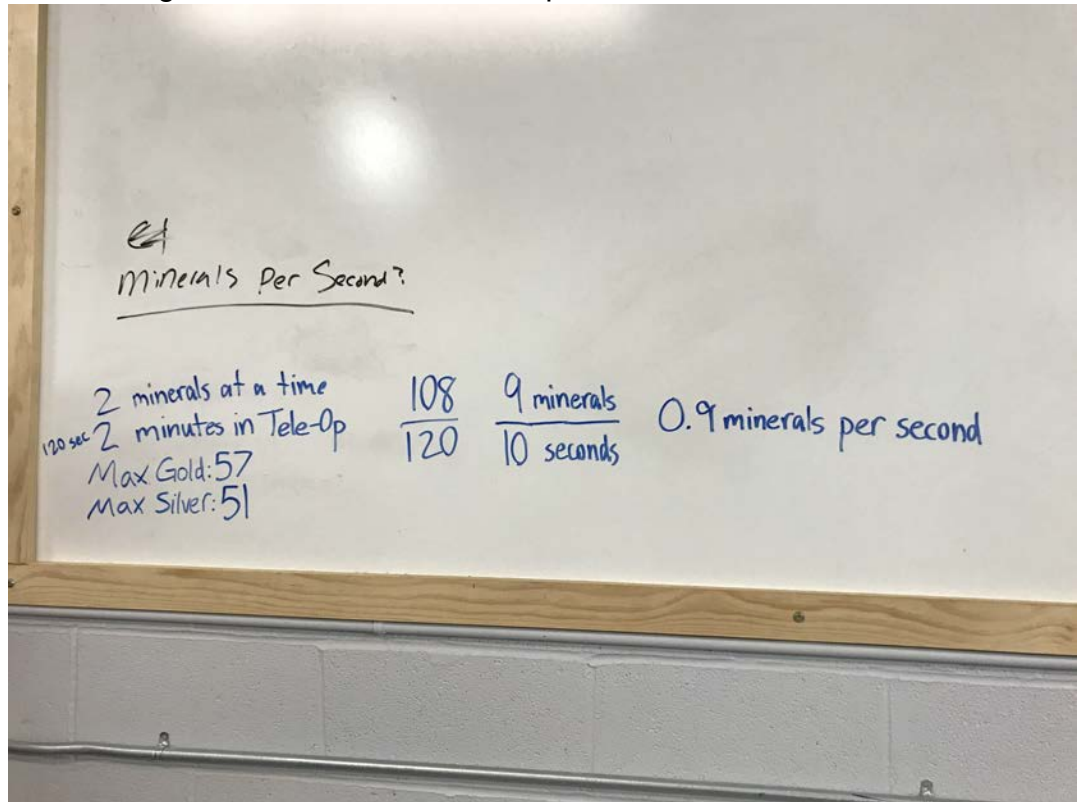 Minerals Per Second?
2 minerals at a time
120 sec 2 minutes in Tele-Op
Max Gold: 57
Max Silver: 51
108
120
9 minerals
10 seconds
0.9 minerals per second